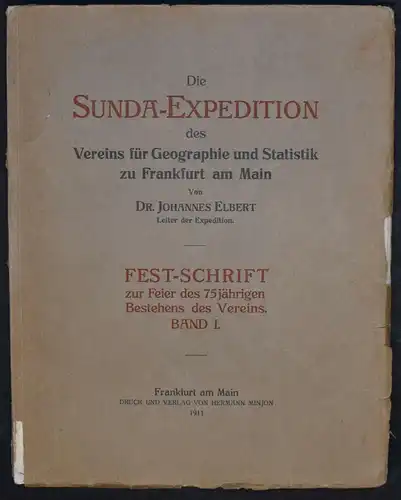 Die
SUNDA-EXPEDITION
des
Vereins für Geographie und Statistik
zu Frankfurt am Main
Von
DR. JOHANNES ELBERT
Leiter der Expedition.
FEST-SCHRIFT
zur Feier des 75jährigen
Bestehens des Vereins.
BAND I.
Frankfurt am Main
DRUCK UND VERLAG VON HERMANN MINJON
1911